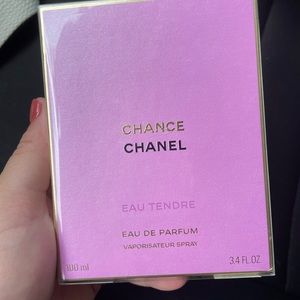 CHANCE
CHANEL
EAU TENDRE
EAU DE PARFUM
VAPORISATEUR SPRAY
100 ml
3.4 FL. OZ.